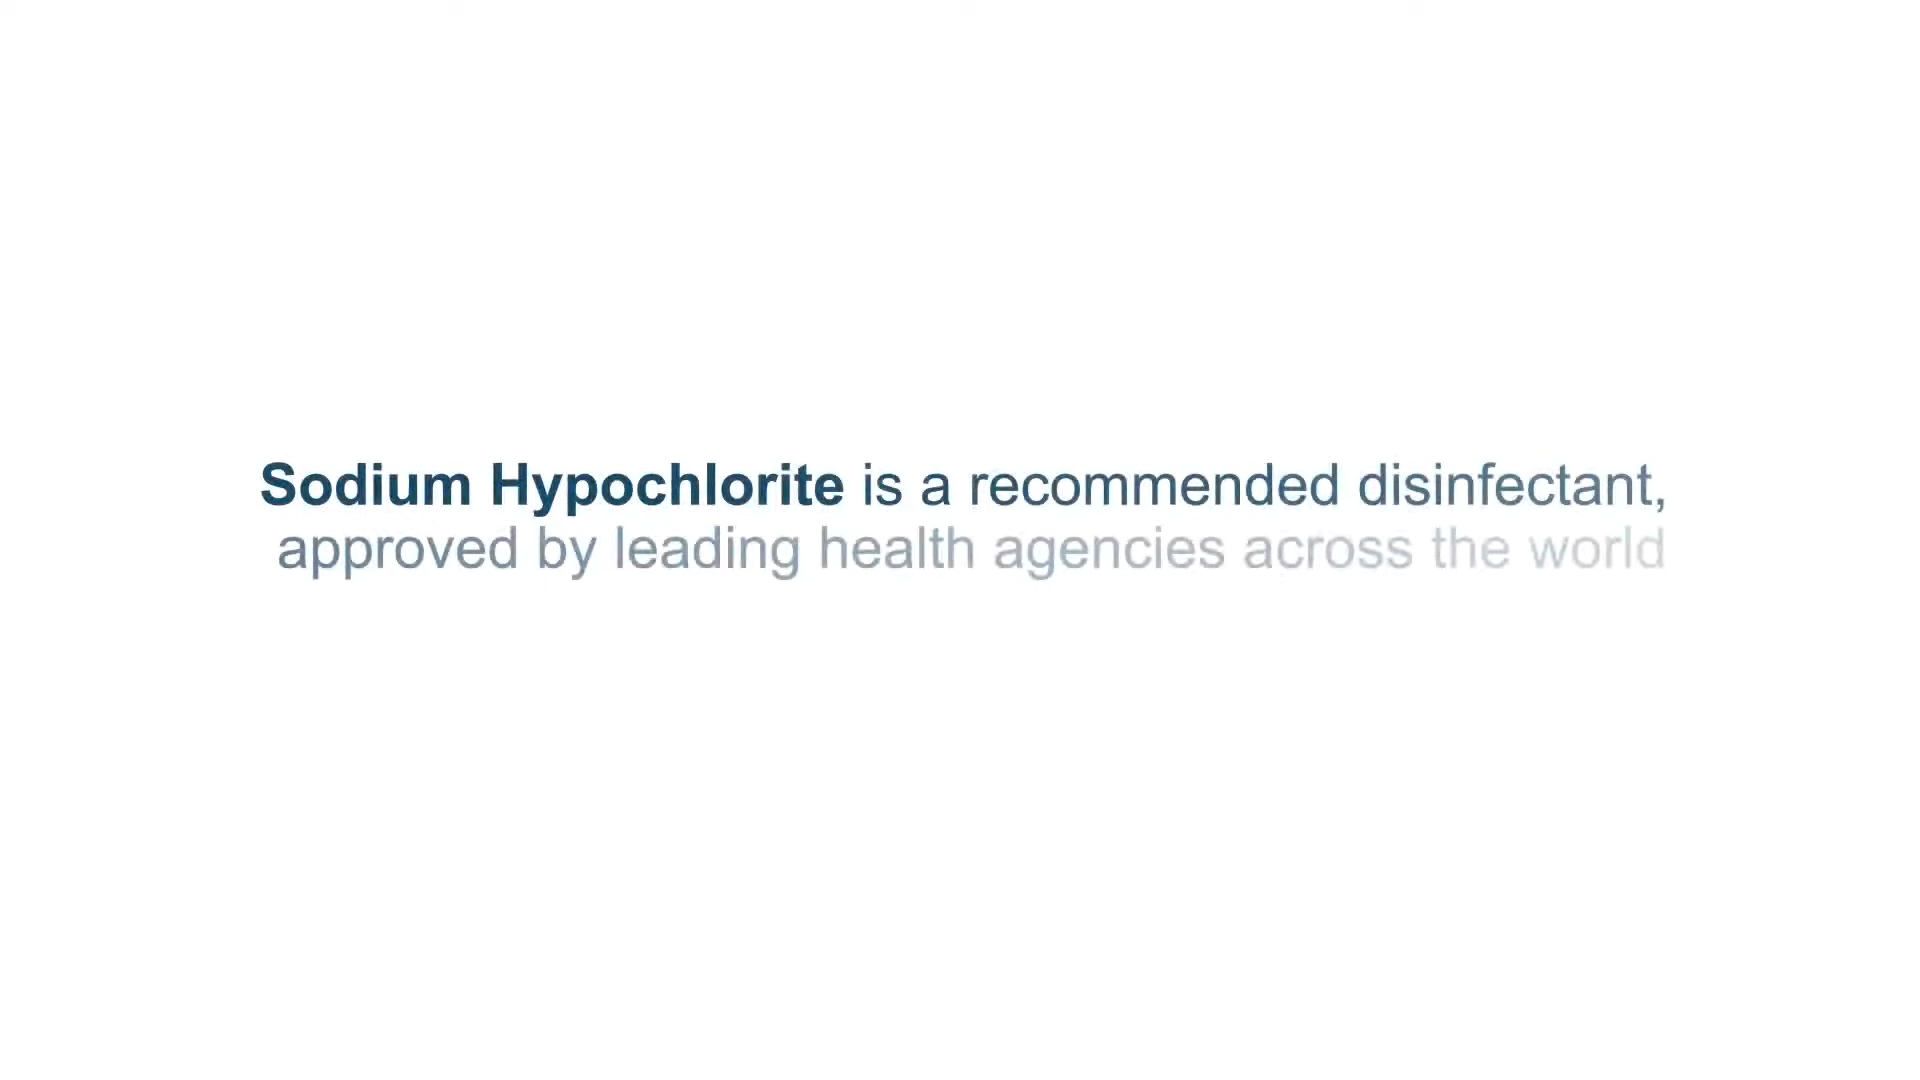 Sodium Hypochlorite is a recommended disinfectant,
approved by leading health agencies across the world